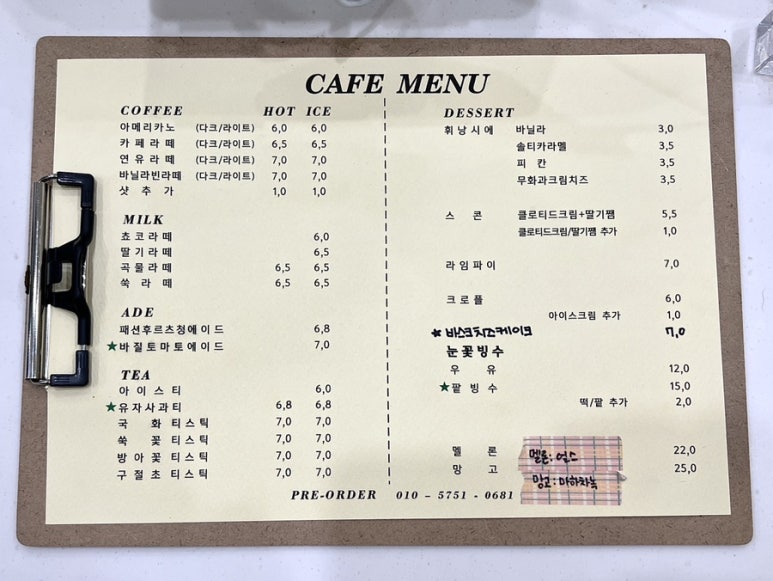 CAFE MENU
COFFEE HOT ICE
아메리카노 (다크/라이트) 6,0 6,0
카페라떼 (다크/라이트) 6,5 6,5
연유라떼 (다크/라이트) 7,0 7,0
바닐라빈라떼 (다크/라이트) 7,0 7,0
샷추가 1,0 1,0
MILK
쵸코라떼 6,0
딸기라떼 6,5
곡물라떼 6,5 6,5
쑥라떼 6,5 6,5
ADE
패션후르츠청에이드 6,8
★바질토마토에이드 7,0
TEA
아이스티 6,0
★유자사과티 6,8 6,8
국화티스틱 7,0 7,0
쑥꽃티스틱 7,0 7,0
방아꽃티스틱 7,0 7,0
구절초티스틱 7,0 7,0
DESSERT
휘낭시에 바닐라 3,0
솔티카라멜 3,5
피칸 3,5
무화과크림치즈 3,5
스콘 클로티드크림+딸기쨈 5,5
클로티드크림/딸기쨈 추가 1,0
라임파이 7,0
크로플 6,0
아이스크림 추가 1,0
★바스크치즈케이크 7,0
눈꽃빙수
우유 12,0
★팥빙수 15,0
떡/팥 추가 2,0
멜론 멜론:얼스 22,0
망고 망고:마하차녹 25,0
PRE-ORDER 010 – 5751 - 0681